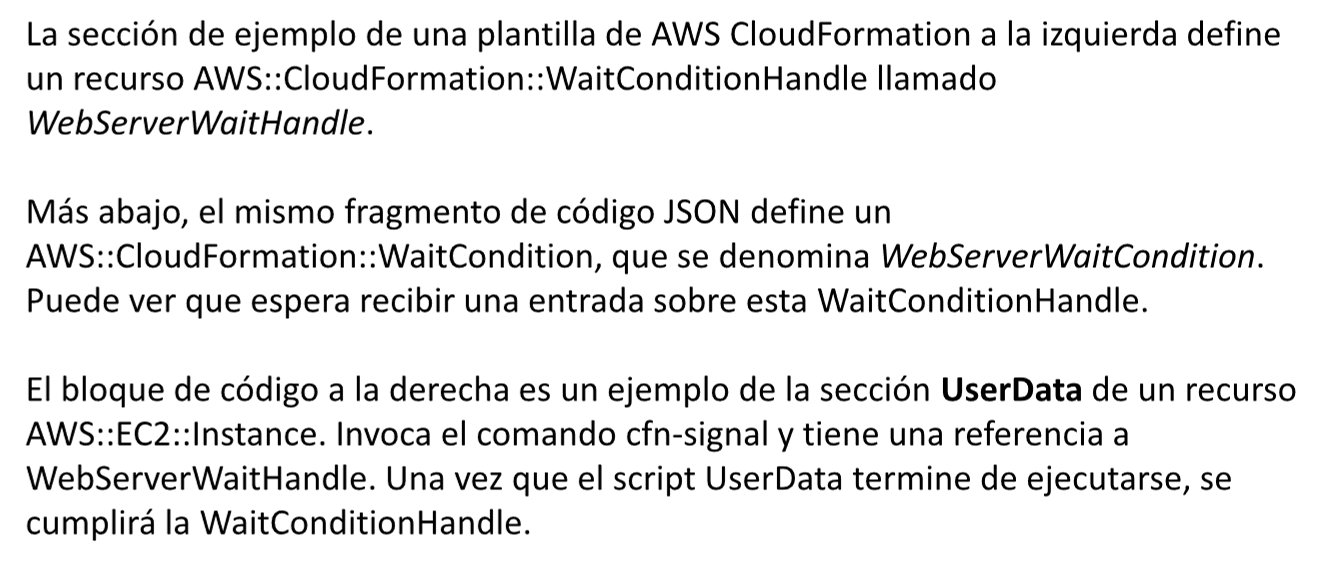 La sección de ejemplo de una plantilla de AWS CloudFormation a la izquierda define
un recurso AWS::CloudFormation::WaitConditionHandle llamado
WebServerWaitHandle.
Más abajo, el mismo fragmento de código JSON define un
AWS::CloudFormation::WaitCondition, que se denomina WebServerWaitCondition.
Puede ver que espera recibir una entrada sobre esta WaitConditionHandle.
El bloque de código a la derecha es un ejemplo de la sección UserData de un recurso
AWS::EC2::Instance. Invoca el comando cfn-signal y tiene una referencia a
WebServerWaitHandle. Una vez que el script UserData termine de ejecutarse, se
cumplirá la WaitConditionHandle.